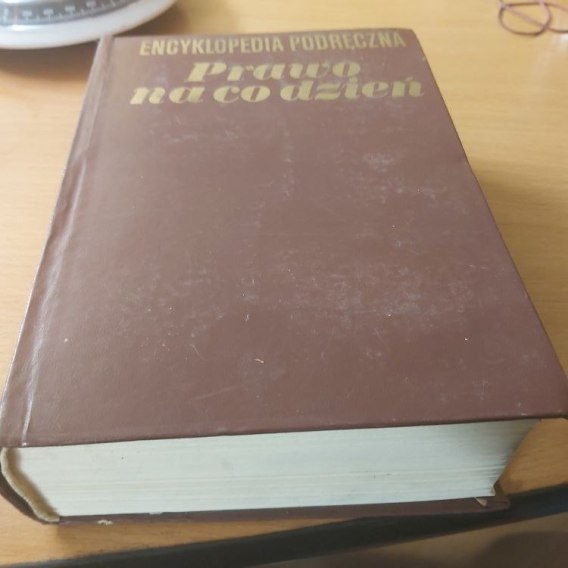 ENCYKLOPEDIA PODRĘCZNA
Prawo
na co dzień